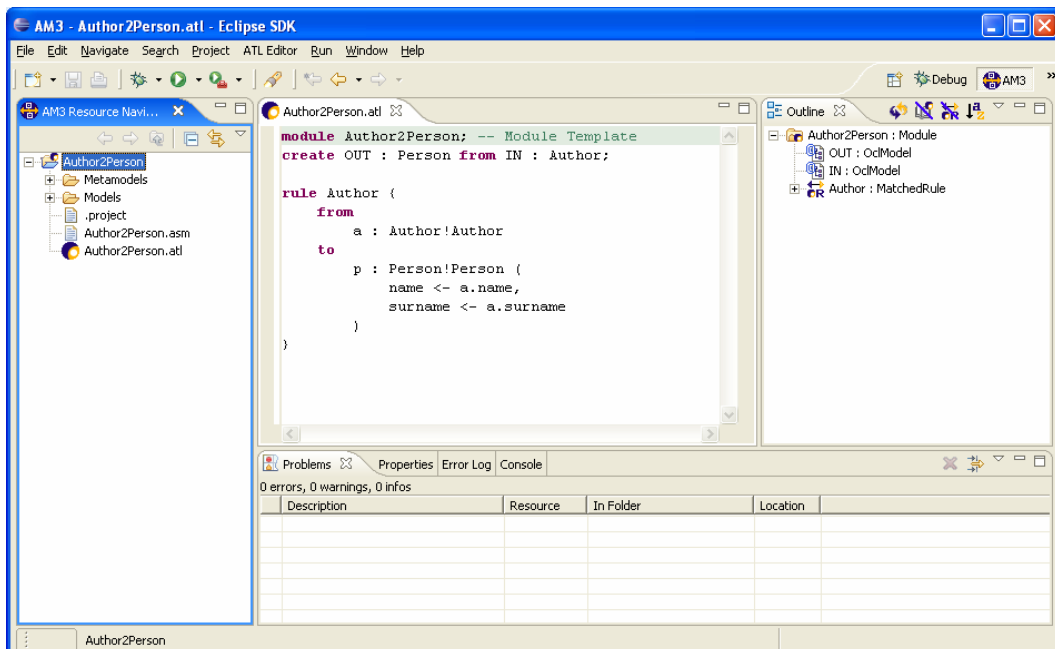 AM3 - Author2Person.atl - Eclipse SDK
File Edit Navigate Search Project ATL Editor Run Window Help
Debug AM3 »
AM3 Resource Navi...
Author2Person
Metamodels
Models
.project
Author2Person.asm
Author2Person.atl
Author2Person.atl
module Author2Person; -- Module Template
create OUT : Person from IN : Author;
rule Author {
from
a : Author!Author
to
p : Person!Person (
name <- a.name,
surname <- a.surname
)
}
Outline
Author2Person : Module
OUT : OclModel
IN : OclModel
Author : MatchedRule
Problems Properties Error Log Console
0 errors, 0 warnings, 0 infos
Description Resource In Folder Location
Author2Person